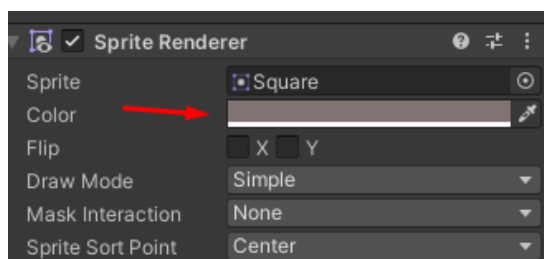 Sprite Renderer
Sprite Square
Color
Flip X Y
Draw Mode Simple
Mask Interaction None
Sprite Sort Point Center